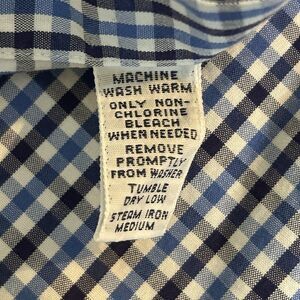 MACHINE
WASH WARM
ONLY NON-
CHLORINE
BLEACH
WHEN NEEDED
REMOVE
PROMPTLY
FROM WASHER
TUMBLE
DRY LOW
STEAM IRON
MEDIUM